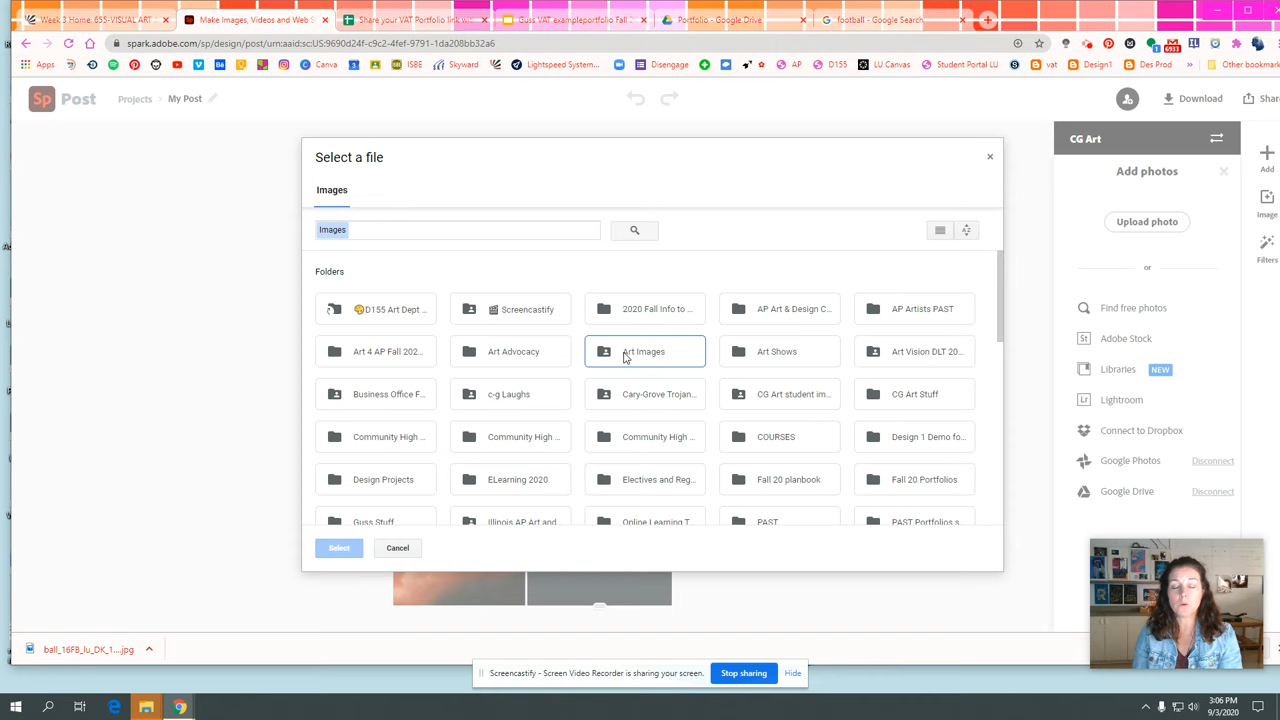 Week 3 Home: 655-VISUAL ART
Make Images, Videos and Web S
Share your VAT Portfolio link wi
Guss VAT exampleportfolio Fall 2
Portfolio - Google Drive
football - Google Search
spark.adobe.com/sp/design/post/urn:aaid:sc:US:9690d24f-c9c2-4fef-9791-1da208bb32a6
Apps
Canva
ISBE
Skyward
Lightspeed System...
Disengage
AP
D155
LU Canvas
Student Portal LU
vat
Design1
Des Prod
»
Other bookmark
6933
Sp Post
Projects > My Post
Download
Share
Select a file
×
Images
Images
Folders
D155 Art Dept ...
Screencastify
2020 Fall Info to ...
AP Art & Design C...
AP Artists PAST
Art 4 AP Fall 202...
Art Advocacy
Art Images
Art Shows
Art Vision DLT 20...
Business Office F...
c-g Laughs
Cary-Grove Trojan...
CG Art student im...
CG Art Stuff
Community High ...
Community High ...
Community High ...
COURSES
Design 1 Demo fo...
Design Projects
ELearning 2020
Electives and Reg...
Fall 20 planbook
Fall 20 Portfolios
Guss Stuff
Illinois AP Art and...
Online Learning T...
PAST
PAST Portfolios s...
Select
Cancel
CG Art
Add photos
Upload photo
or
Find free photos
Adobe Stock
Libraries NEW
Lightroom
Connect to Dropbox
Google Photos Disconnect
Google Drive Disconnect
Add
Image
Filters
ball_16FB_lu_DK_1....jpg
Screencastify - Screen Video Recorder is sharing your screen.
Stop sharing
Hide
3:06 PM
9/3/2020